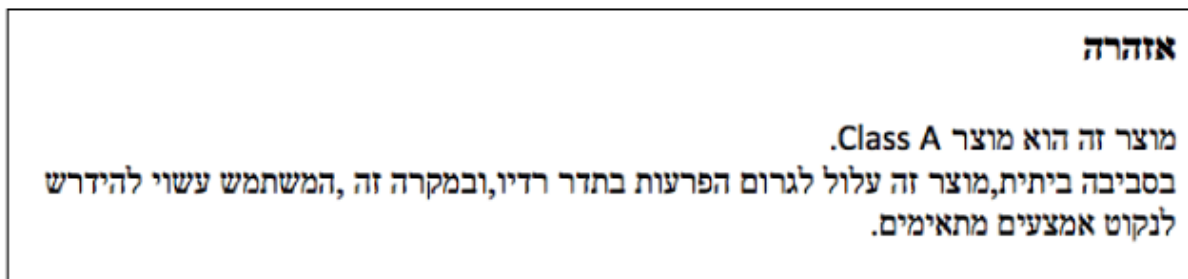 אזהרה
מוצר זה הוא מוצר Class A.
בסביבה ביתית,מוצר זה עלול לגרום הפרעות בתדר רדיו,ובמקרה זה ,המשתמש עשוי להידרש
לנקוט אמצעים מתאימים.